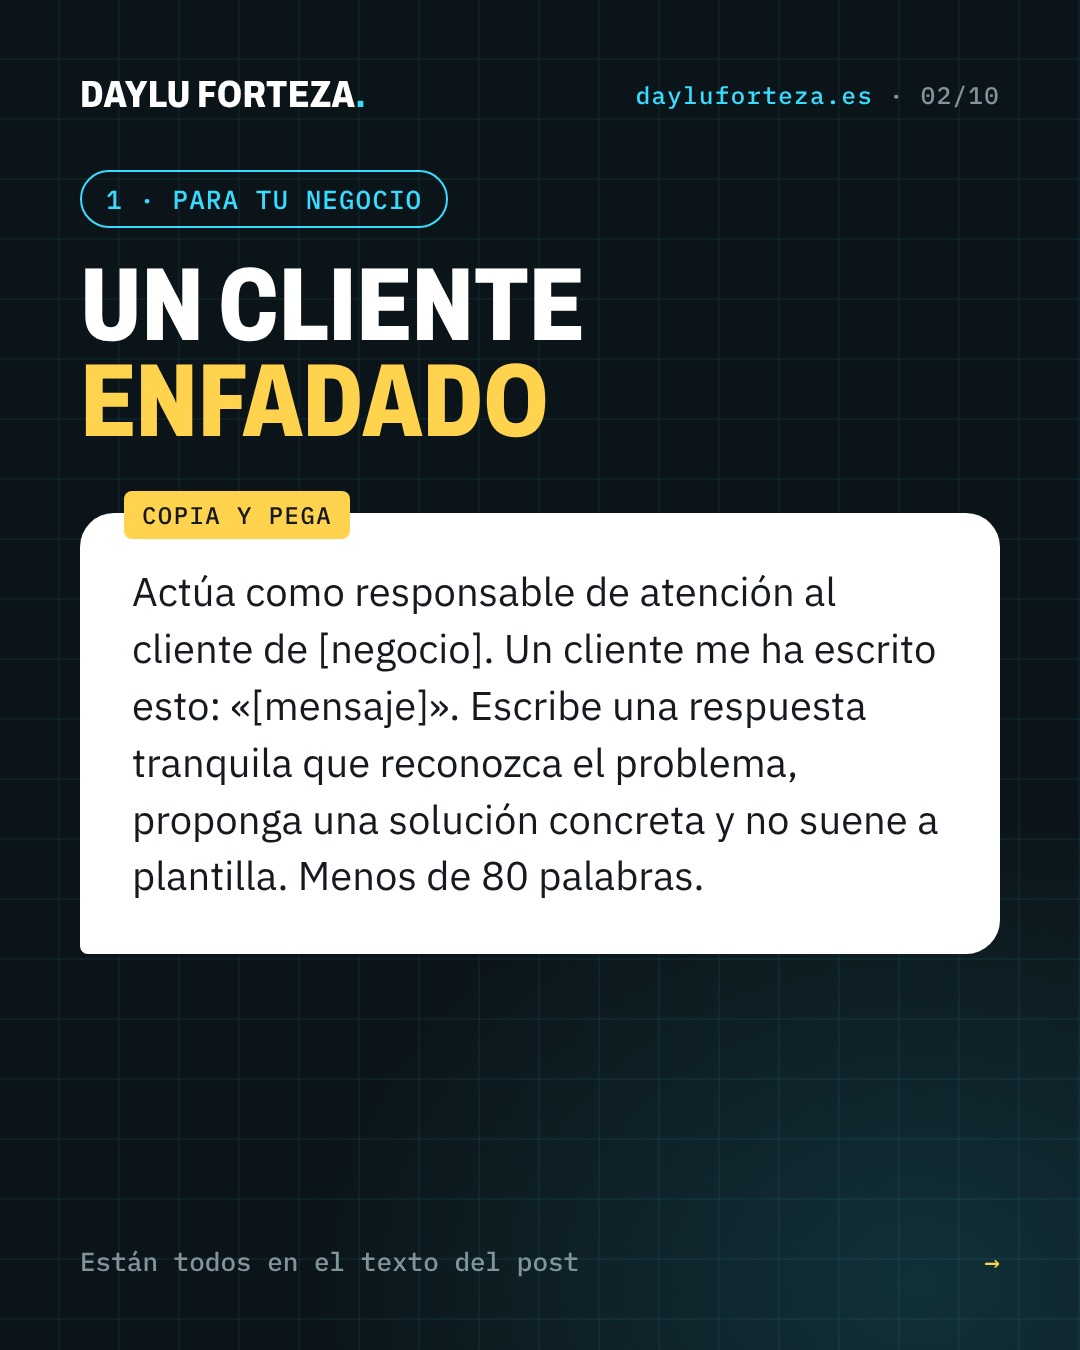 DAYLU FORTEZA.
dayluforteza.es · 02/10
1 · PARA TU NEGOCIO
UN CLIENTE
ENFADADO
COPIA Y PEGA
Actúa como responsable de atención al
cliente de [negocio]. Un cliente me ha escrito
esto: «[mensaje]». Escribe una respuesta
tranquila que reconozca el problema,
proponga una solución concreta y no suene a
plantilla. Menos de 80 palabras.
Están todos en el texto del post
→